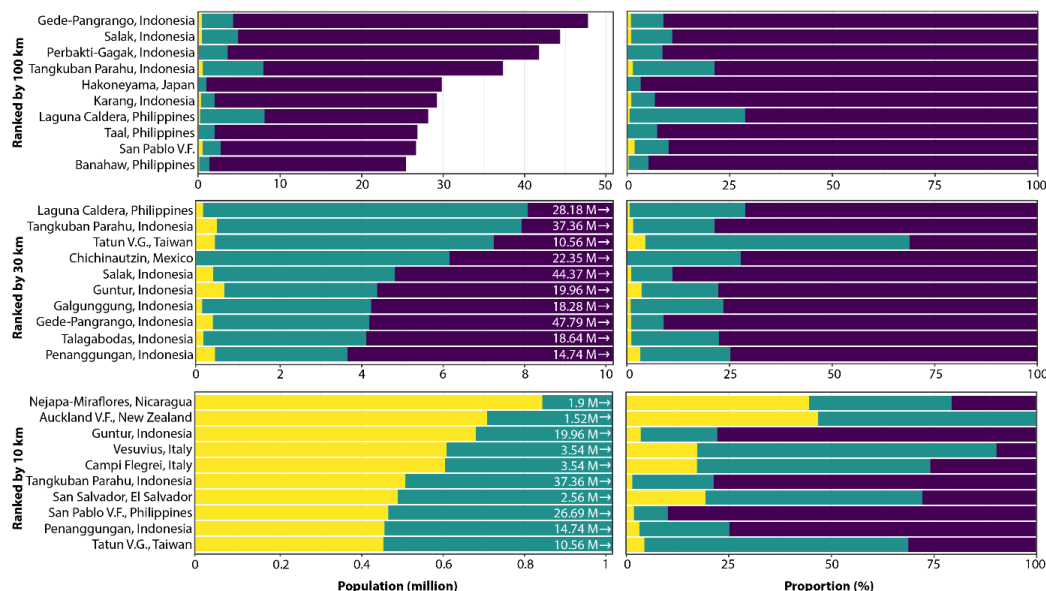 Ranked by 100 km
Gede-Pangrango, Indonesia
Salak, Indonesia
Perbakti-Gagak, Indonesia
Tangkuban Parahu, Indonesia
Hakoneyama, Japan
Karang, Indonesia
Laguna Caldera, Philippines
Taal, Philippines
San Pablo V.F.
Banahaw, Philippines
0 10 20 30 40 50
0 25 50 75 100
Ranked by 30 km
Laguna Caldera, Philippines 28.18 M→
Tangkuban Parahu, Indonesia 37.36 M→
Tatun V.G., Taiwan 10.56 M→
Chichinautzin, Mexico 22.35 M→
Salak, Indonesia 44.37 M→
Guntur, Indonesia 19.96 M→
Galgunggung, Indonesia 18.28 M→
Gede-Pangrango, Indonesia 47.79 M→
Talagabodas, Indonesia 18.64 M→
Penanggungan, Indonesia 14.74 M→
0 2 4 6 8 10
0 25 50 75 100
Ranked by 10 km
Nejapa-Miraflores, Nicaragua 1.9 M→
Auckland V.F., New Zealand 1.52M→
Guntur, Indonesia 19.96 M→
Vesuvius, Italy 3.54 M→
Campi Flegrei, Italy 3.54 M→
Tangkuban Parahu, Indonesia 37.36 M→
San Salvador, El Salvador 2.56 M→
San Pablo V.F., Philippines 26.69 M→
Penanggungan, Indonesia 14.74 M→
Tatun V.G., Taiwan 10.56 M→
0 0.2 0.4 0.6 0.8 1
0 25 50 75 100
Population (million)
Proportion (%)